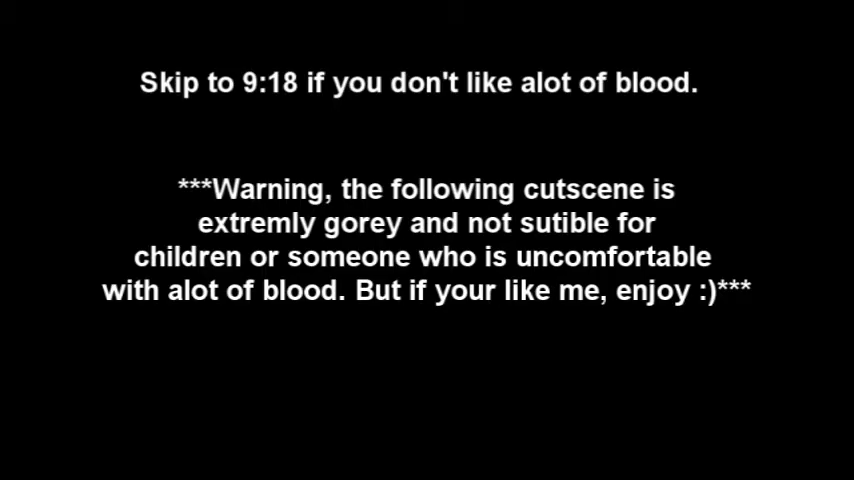 Skip to 9:18 if you don't like alot of blood.
***Warning, the following cutscene is
extremly gorey and not sutible for
children or someone who is uncomfortable
with alot of blood. But if your like me, enjoy :)***